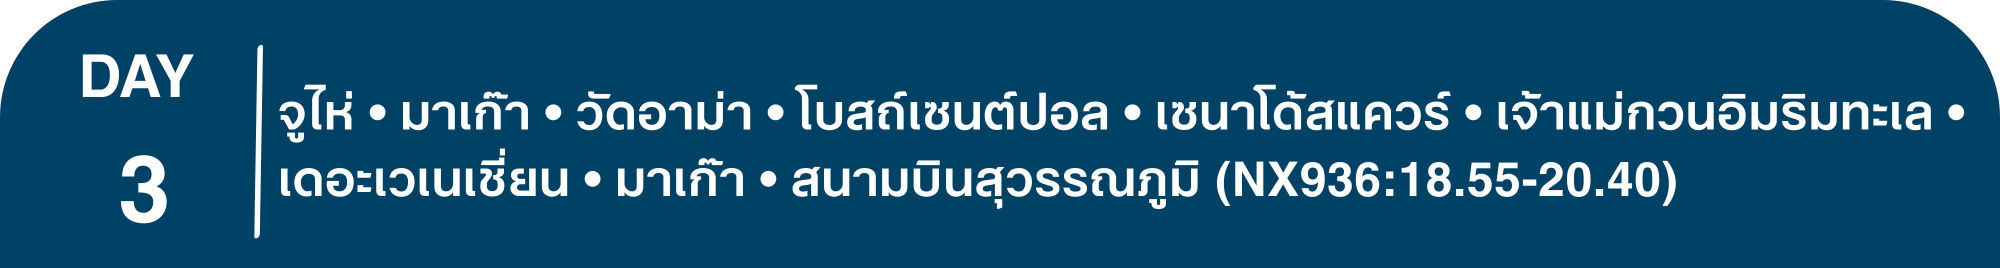 DAY
3
จูไห่ • มาเก๊า • วัดอาม่า • โบสถ์เซนต์ปอล • เซนาโด้สแควร์ • เจ้าแม่กวนอิมริมทะเล •
เดอะเวเนเชี่ยน • มาเก๊า • สนามบินสุวรรณภูมิ (NX936:18.55-20.40)